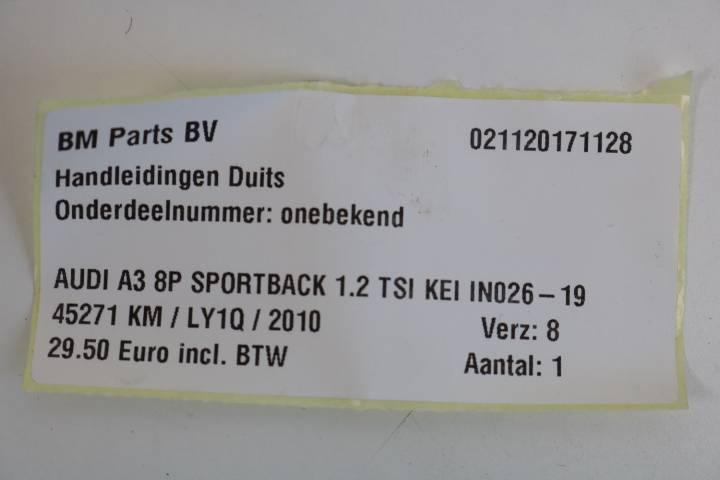 BM Parts BV 021120171128
Handleidingen Duits
Onderdeelnummer: onebekend
AUDI A3 8P SPORTBACK 1.2 TSI KEI IN026-19
45271 KM / LY1Q / 2010 Verz: 8
29.50 Euro incl. BTW Aantal: 1